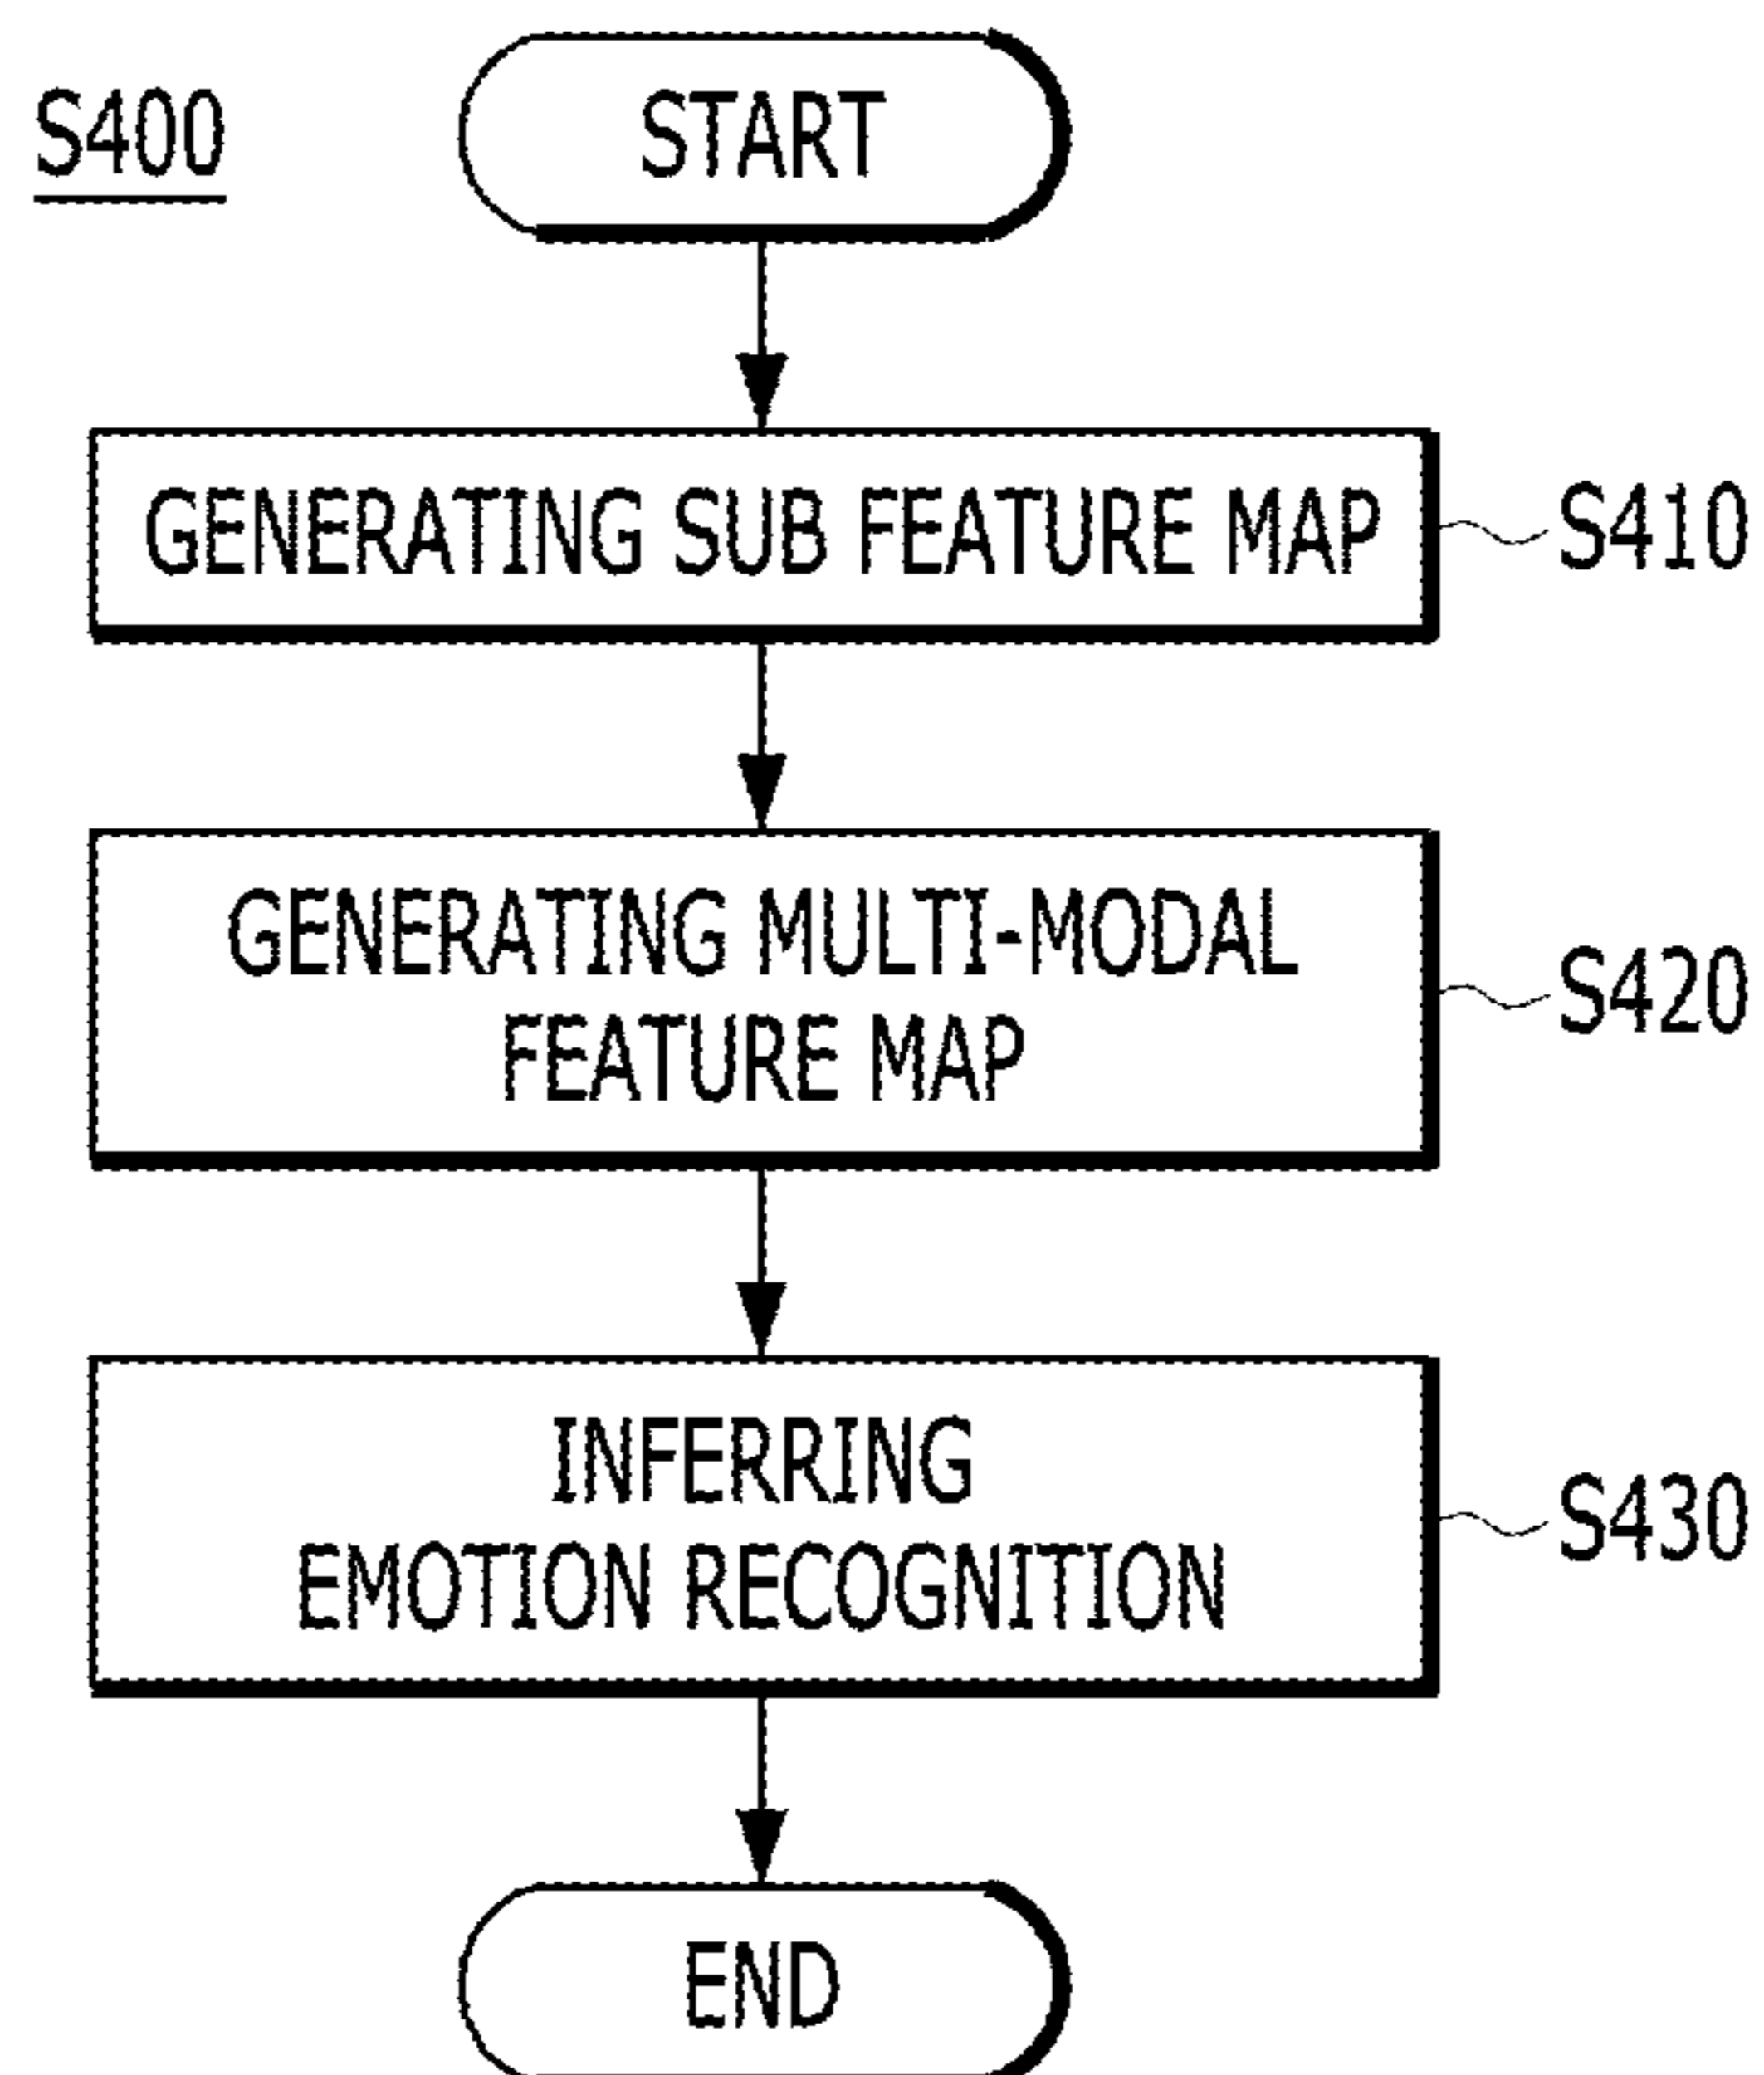 S400
START
GENERATING SUB FEATURE MAP
S410
GENERATING MULTI-MODAL
FEATURE MAP
S420
INFERRING
EMOTION RECOGNITION
S430
END